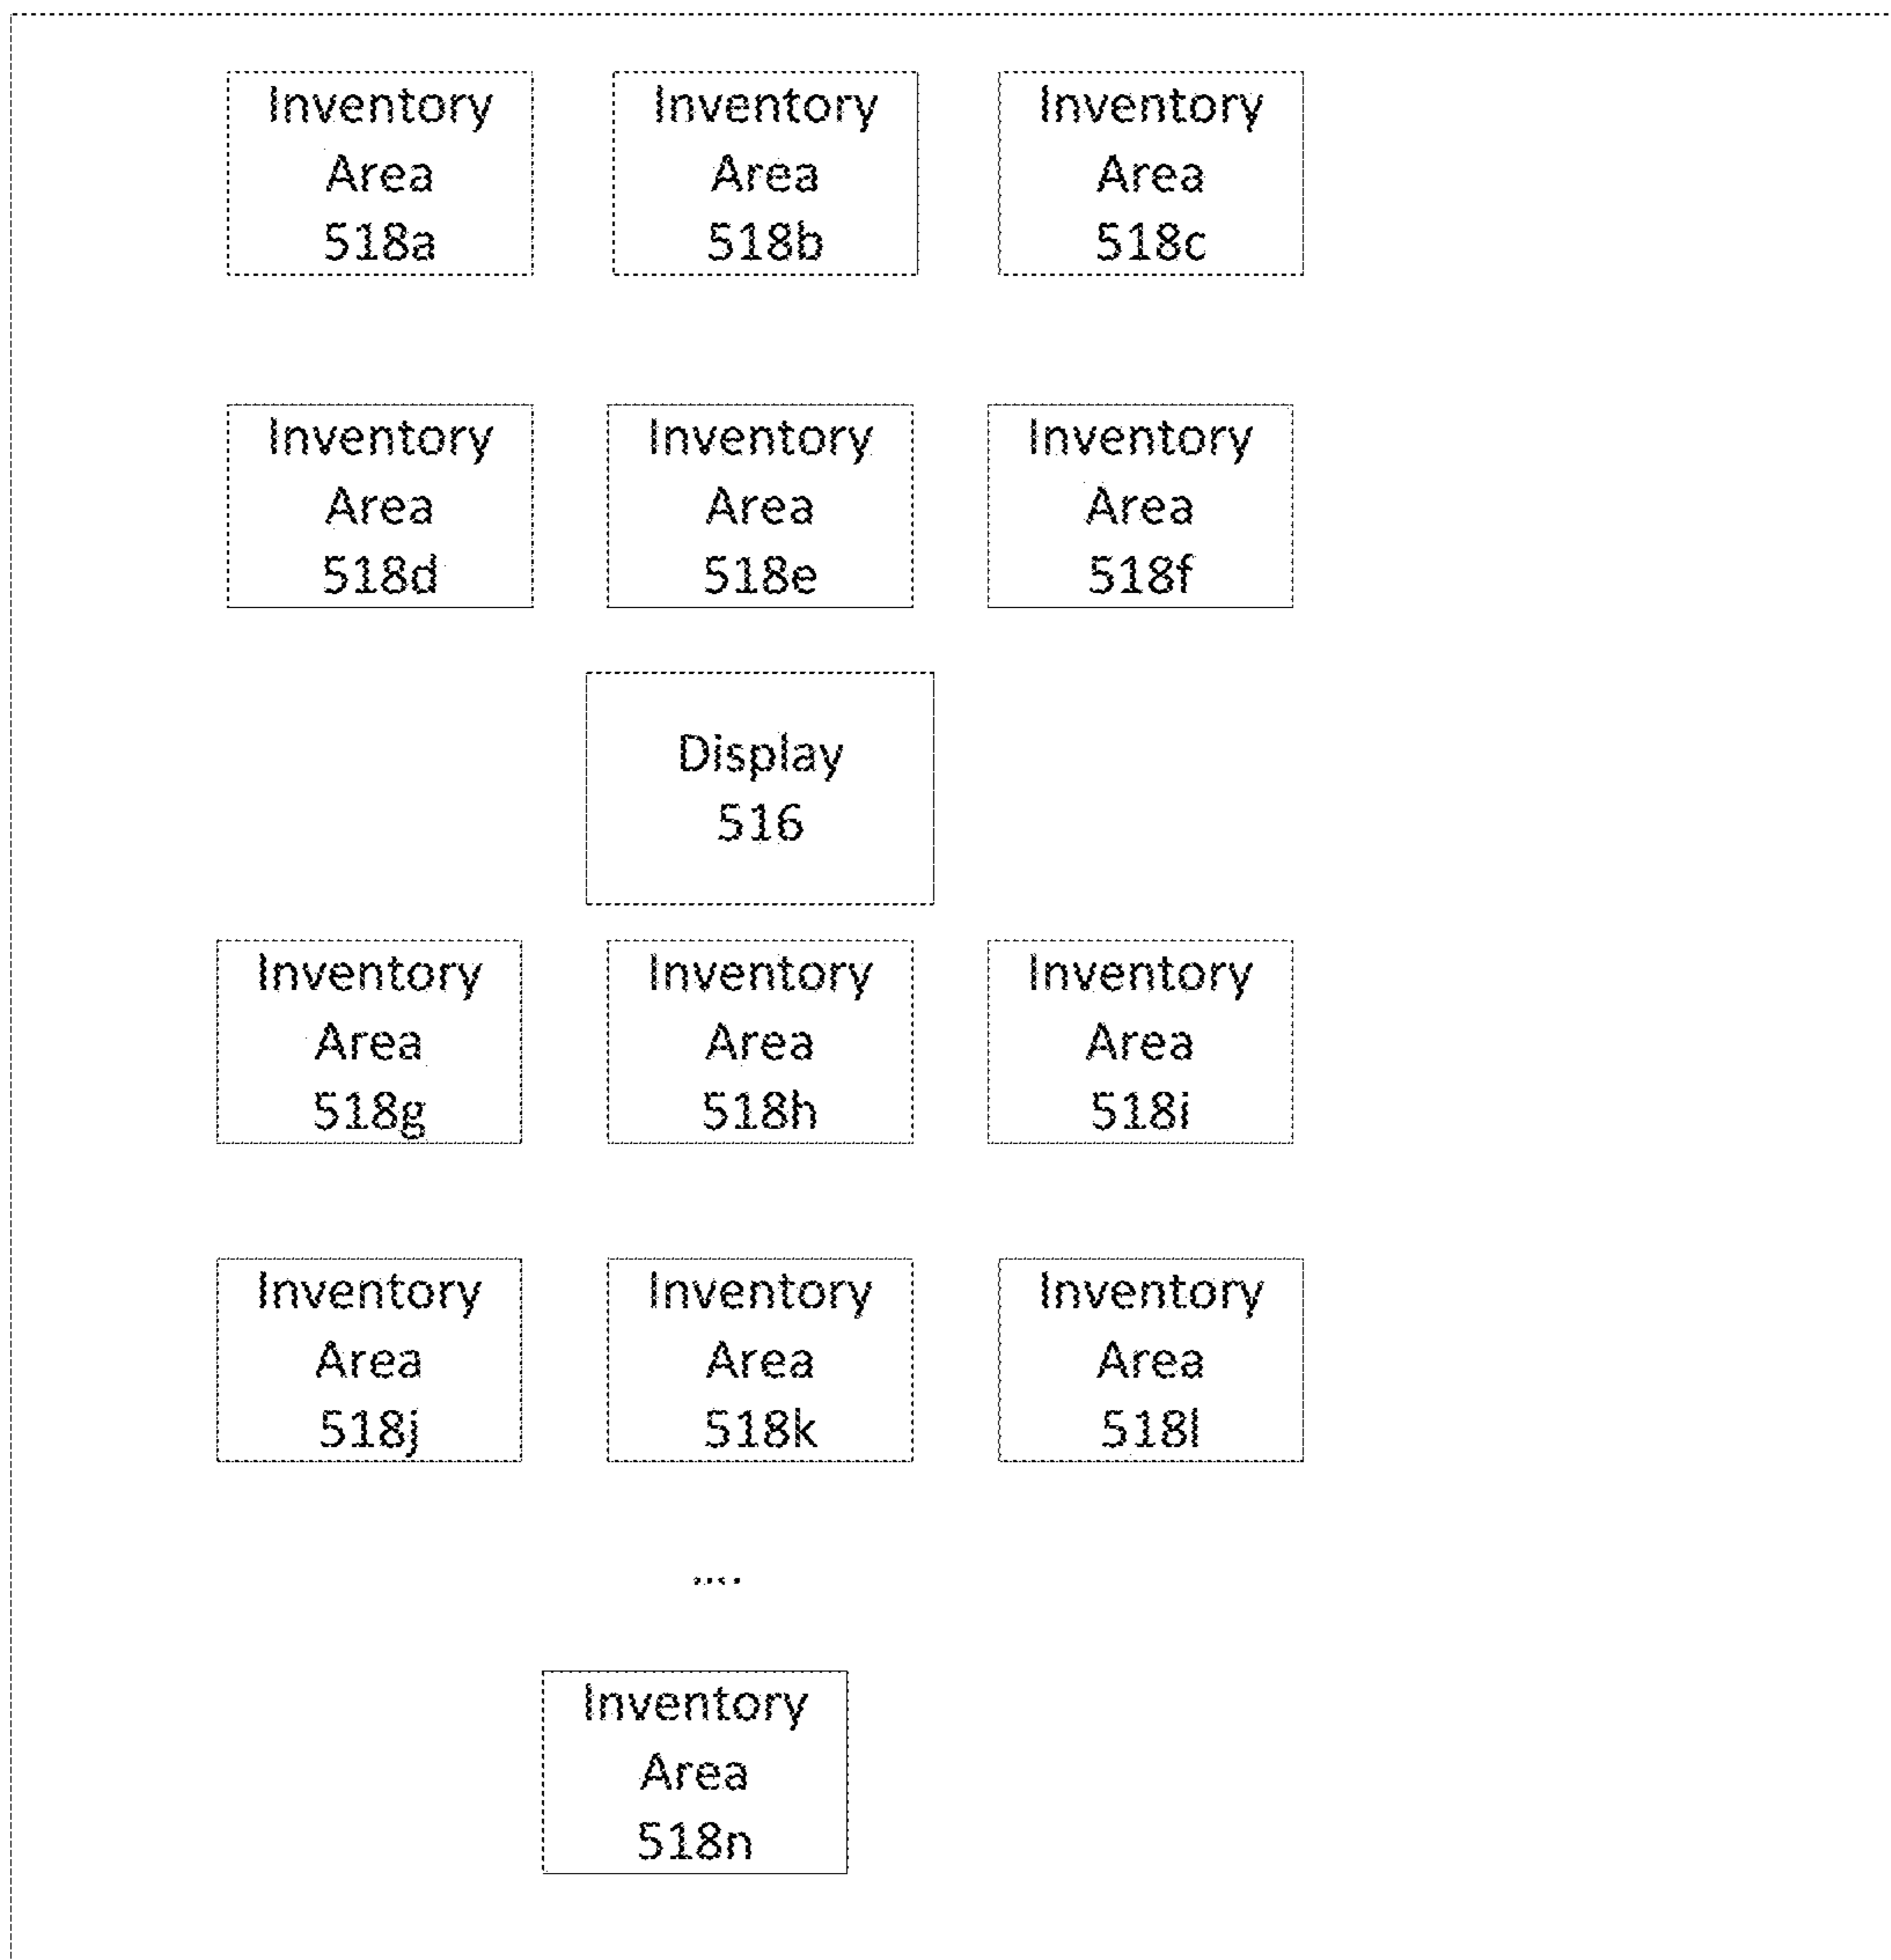 Inventory
Area
518a
Inventory
Area
518b
Inventory
Area
518c
Inventory
Area
518d
Inventory
Area
518e
Inventory
Area
518f
Display
516
Inventory
Area
518g
Inventory
Area
518h
Inventory
Area
518i
Inventory
Area
518j
Inventory
Area
518k
Inventory
Area
518l
....
Inventory
Area
518n